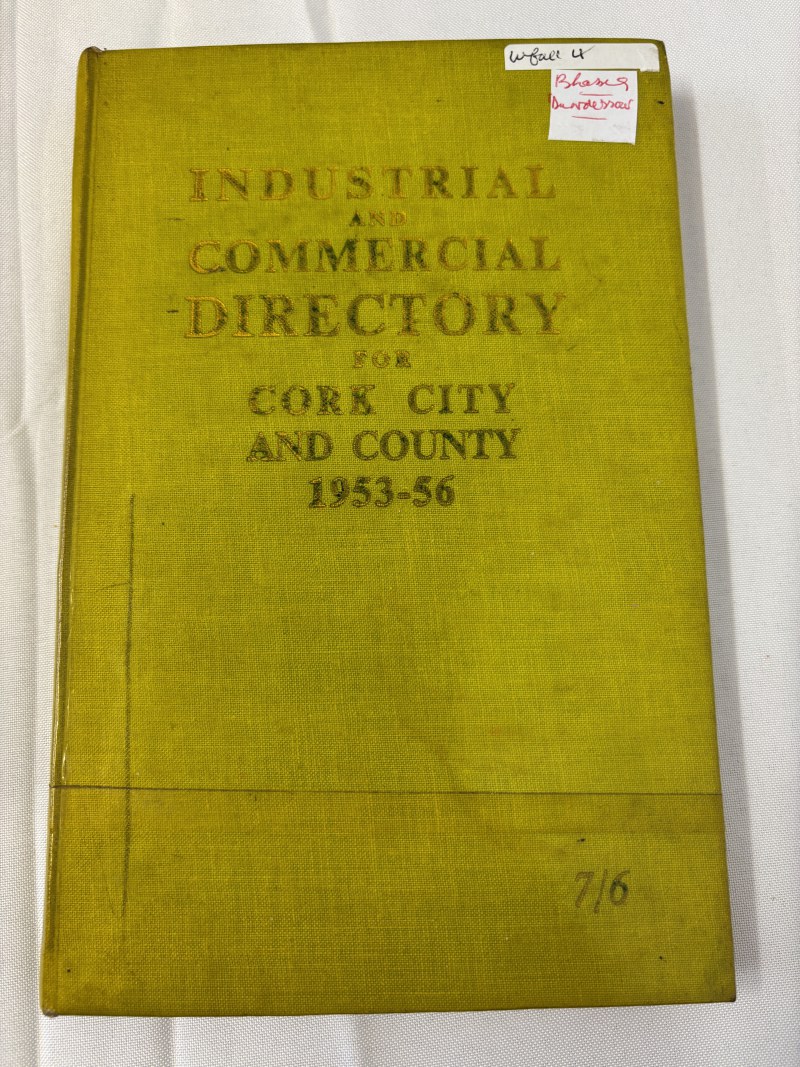 INDUSTRIAL
AND
COMMERCIAL
DIRECTORY
FOR
CORK CITY
AND COUNTY
1953-56
7/6